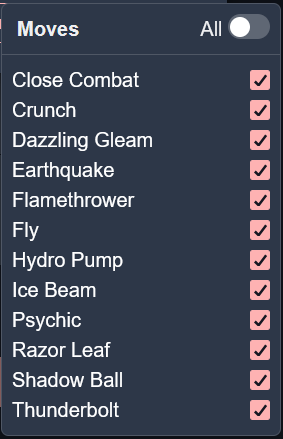 Moves All
Close Combat
Crunch
Dazzling Gleam
Earthquake
Flamethrower
Fly
Hydro Pump
Ice Beam
Psychic
Razor Leaf
Shadow Ball
Thunderbolt